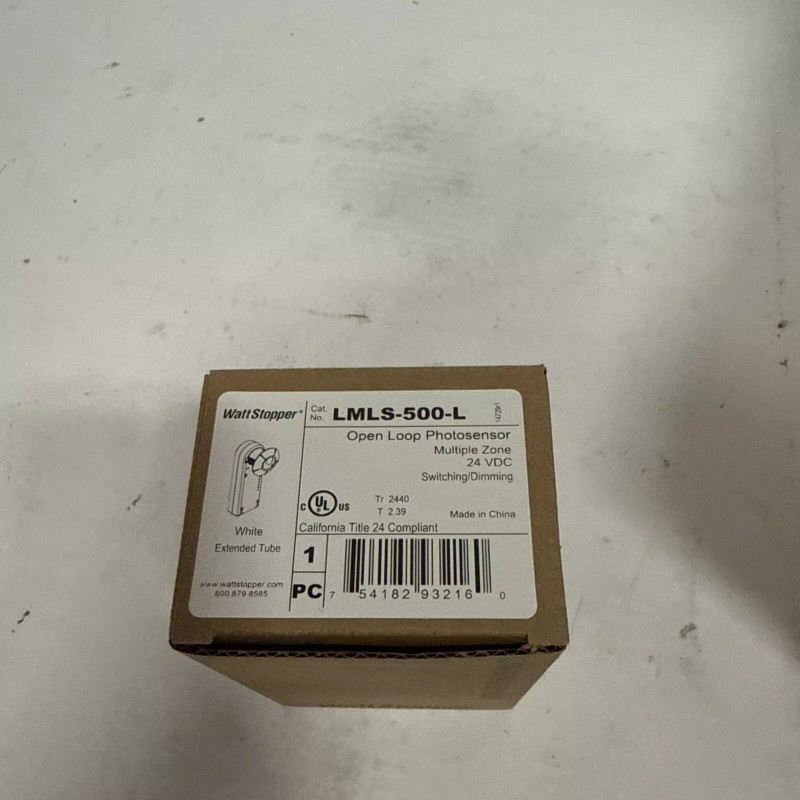 WattStopper®
Cat. No. LMLS-500-L
Open Loop Photosensor
Multiple Zone
24 VDC
Switching/Dimming
C UL US
Tr 2440
T 2.39
Made in China
California Title 24 Compliant
White
Extended Tube
www.wattstopper.com
800.879.8585
1
PC
7 54182 93216 0